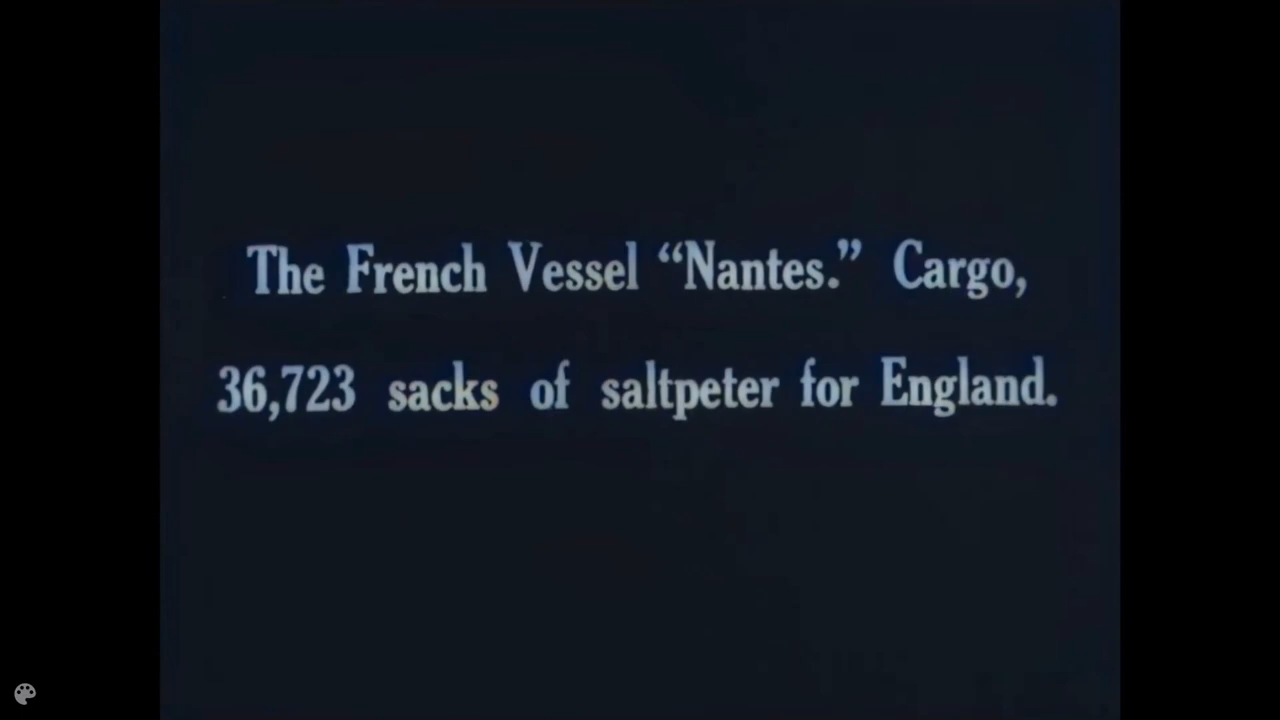 The French Vessel “Nantes.” Cargo,
36,723 sacks of saltpeter for England.